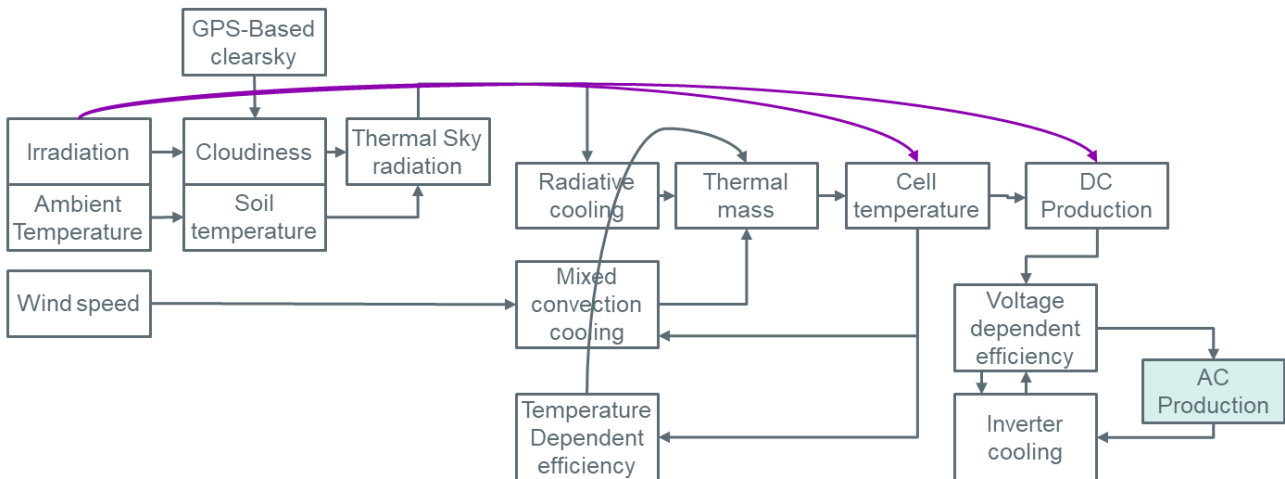 GPS-Based
clearsky
Irradiation
Cloudiness
Thermal Sky
radiation
Ambient
Temperature
Soil
temperature
Radiative
cooling
Thermal
mass
Cell
temperature
DC
Production
Wind speed
Mixed
convection
cooling
Voltage
dependent
efficiency
AC
Production
Temperature
Dependent
efficiency
Inverter
cooling